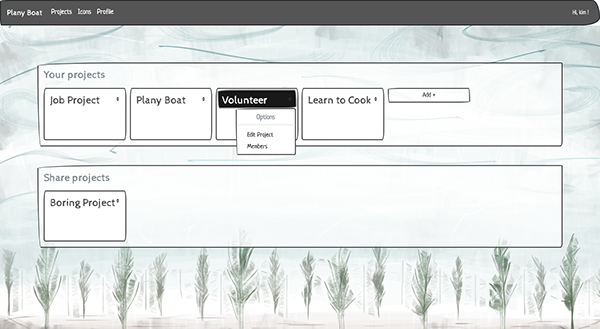 Plany Boat Projects Icons Profile Hi, kim !
Your projects
Job Project Plany Boat Volunteer Learn to Cook Add +
Options
Edit Project
Members
Share projects
Boring Project